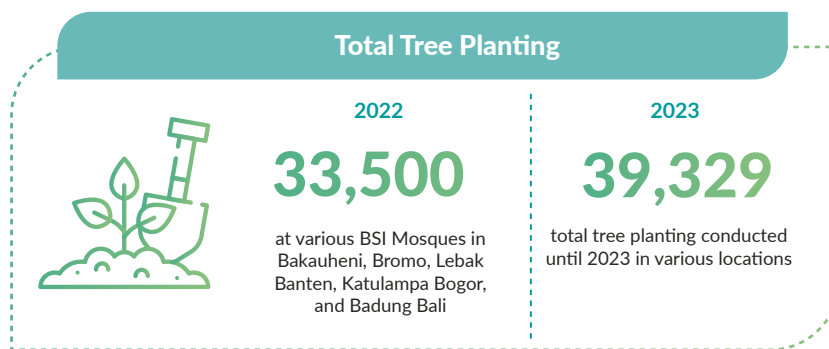 Total Tree Planting
2022
33,500
at various BSI Mosques in
Bakauheni, Bromo, Lebak
Banten, Katulampa Bogor,
and Badung Bali
2023
39,329
total tree planting conducted
until 2023 in various locations